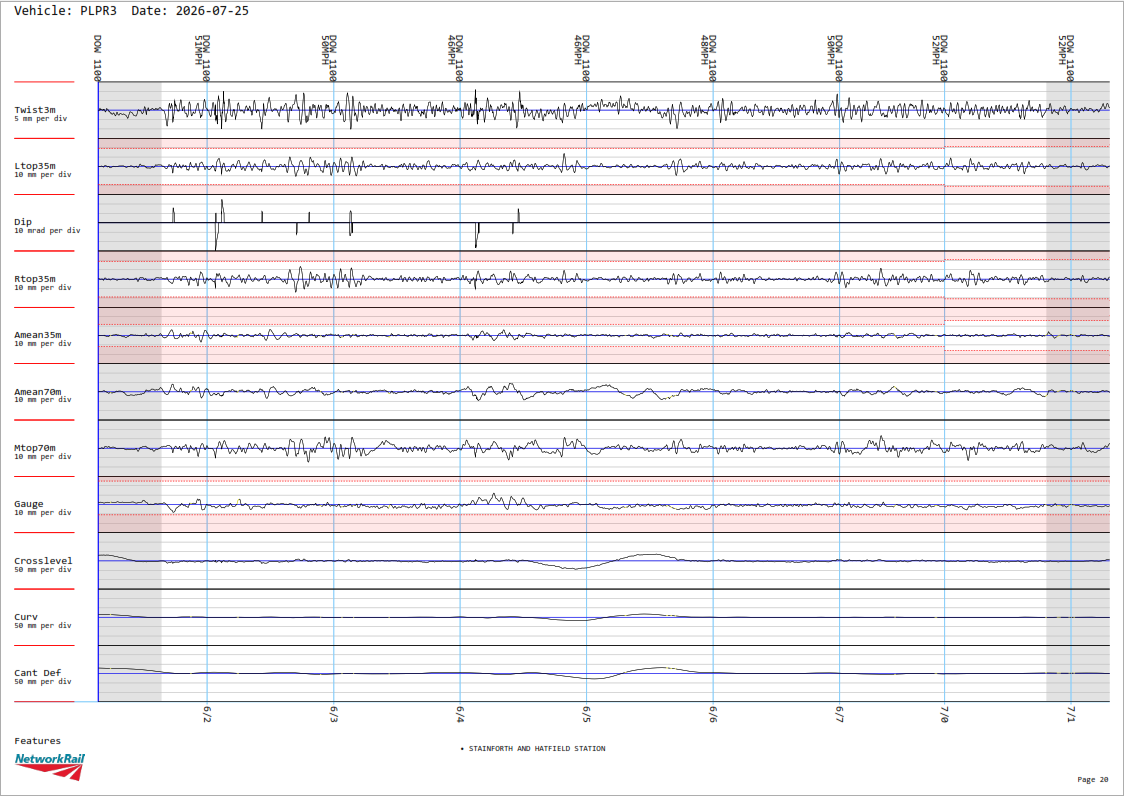 Vehicle: PLPR3  Date: 2026-07-25
DOW 1100
DOW 1100
51MPH
DOW 1100
50MPH
DOW 1100
46MPH
DOW 1100
46MPH
DOW 1100
48MPH
DOW 1100
50MPH
DOW 1100
52MPH
DOW 1100
52MPH
Twist3m
5 mm per div
Ltop35m
10 mm per div
Dip
10 mrad per div
Rtop35m
10 mm per div
Amean35m
10 mm per div
Amean70m
10 mm per div
Mtop70m
10 mm per div
Gauge
10 mm per div
Crosslevel
50 mm per div
Curv
50 mm per div
Cant Def
50 mm per div
6/2
6/3
6/4
6/5
6/6
6/7
7/0
7/1
Features
• STAINFORTH AND HATFIELD STATION
NetworkRail
Page 20